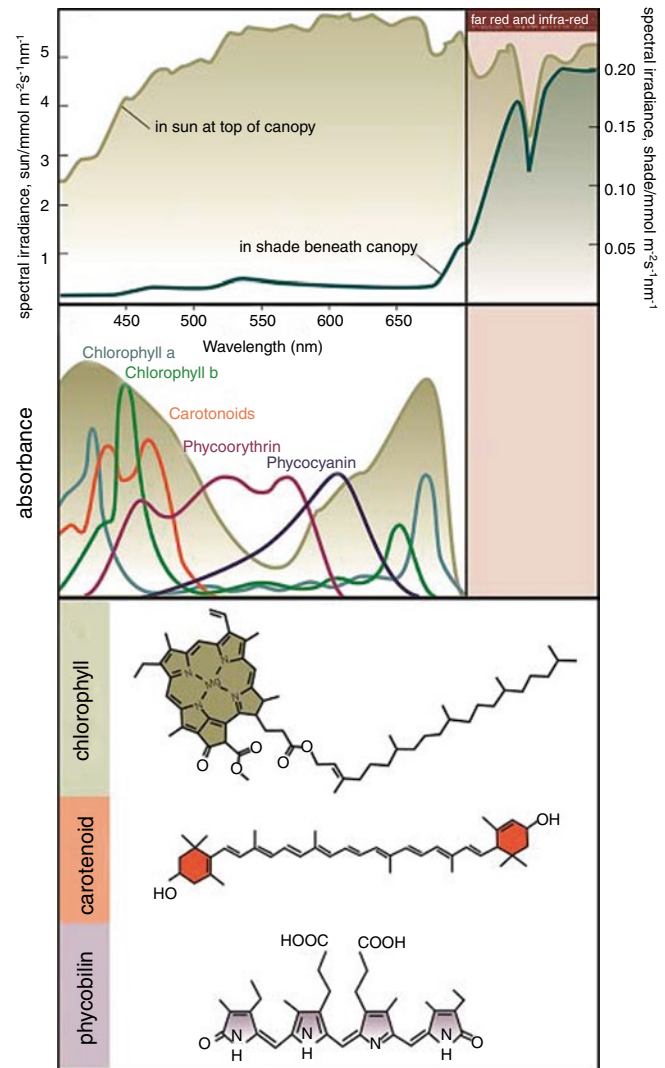 far red and infra-red
spectral irradiance, sun/mmol m-2s-1nm-1
5
4
3
2
1
in sun at top of canopy
in shade beneath canopy
0.20
0.15
0.10
0.05
spectral irradiance, shade/mmol m-2s-1nm-1
450
500
550
600
650
Wavelength (nm)
absorbance
Chlorophyll a
Chlorophyll b
Carotonoids
Phycoorythrin
Phycocyanin
chlorophyll
N
N
Mg
N
N
O
O
O
O
O
carotenoid
OH
HO
phycobilin
HOOC
COOH
O
N
H
N
H
N
N
H
O